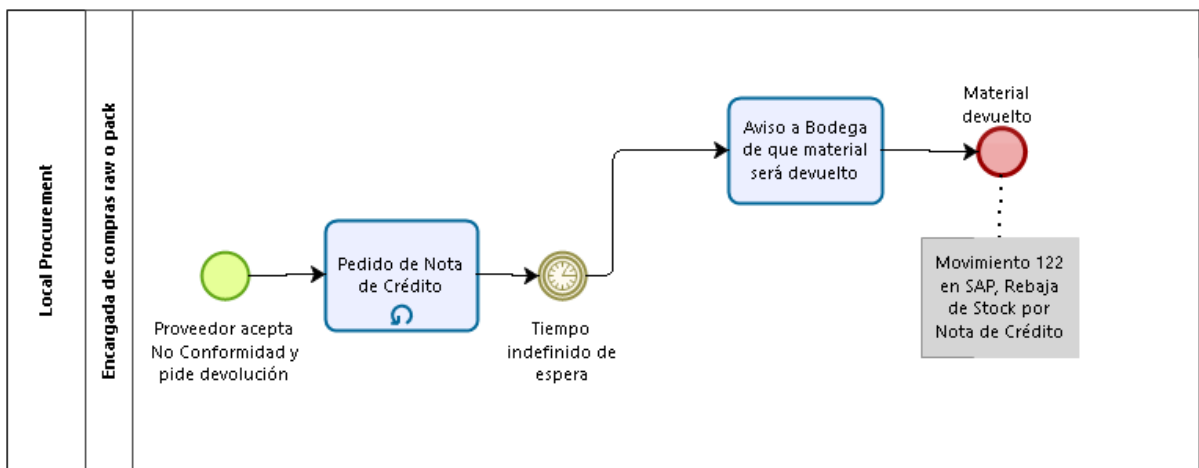 Local Procurement
Encargada de compras raw o pack
Proveedor acepta
No Conformidad y
pide devolución
Pedido de Nota
de Crédito
Tiempo
indefinido de
espera
Aviso a Bodega
de que material
será devuelto
Material
devuelto
Movimiento 122
en SAP, Rebaja
de Stock por
Nota de Crédito